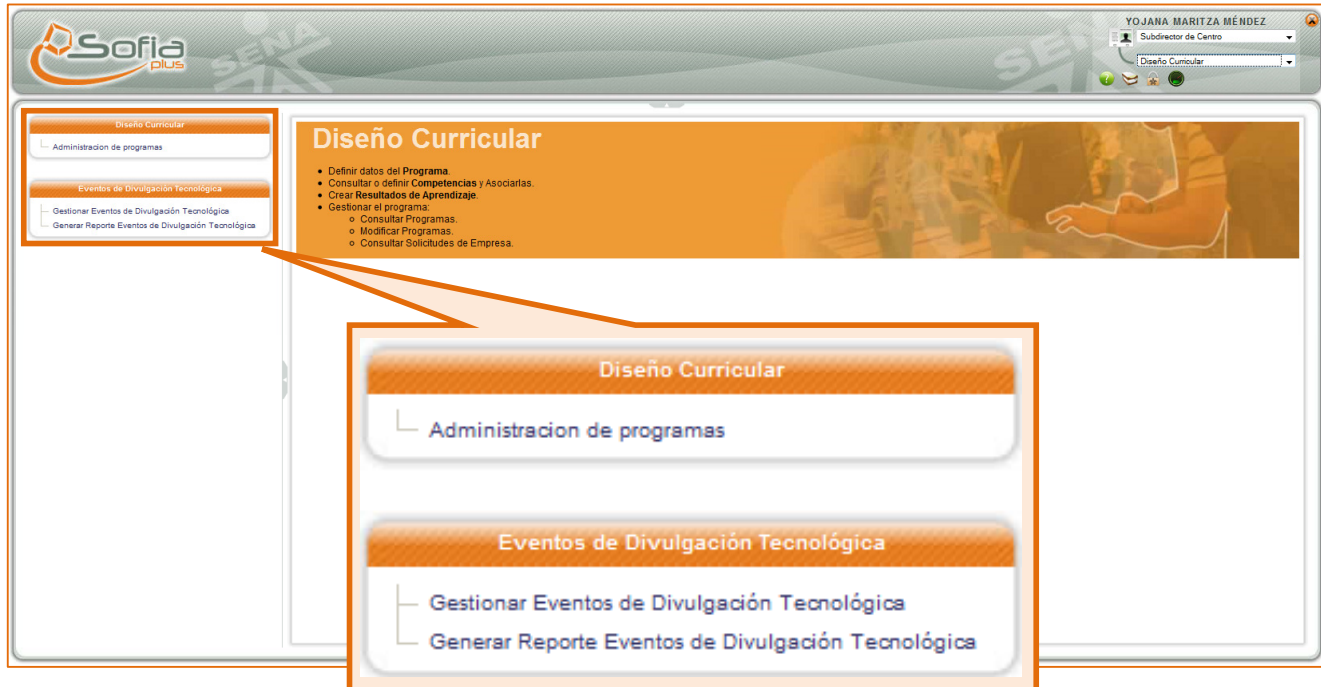 Sofia
plus
SENA
SENA
YOJANA MARITZA MÉNDEZ
Subdirector de Centro
Diseño Curricular
Diseño Curricular
Administracion de programas
Eventos de Divulgación Tecnológica
Gestionar Eventos de Divulgación Tecnológica
Generar Reporte Eventos de Divulgación Tecnológica
Diseño Curricular
• Definir datos del Programa.
• Consultar o definir Competencias y Asociarlas.
• Crear Resultados de Aprendizaje.
• Gestionar el programa:
o Consultar Programas.
o Modificar Programas.
o Consultar Solicitudes de Empresa.
Diseño Curricular
Administracion de programas
Eventos de Divulgación Tecnológica
Gestionar Eventos de Divulgación Tecnológica
Generar Reporte Eventos de Divulgación Tecnológica